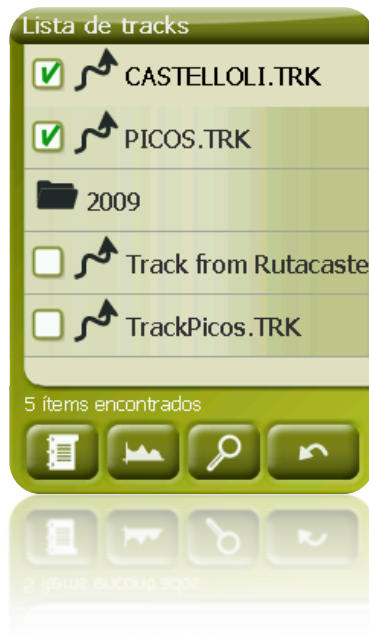 Lista de tracks
CASTELLOLI.TRK
PICOS.TRK
2009
Track from Rutacaste
TrackPicos.TRK
5 ítems encontrados